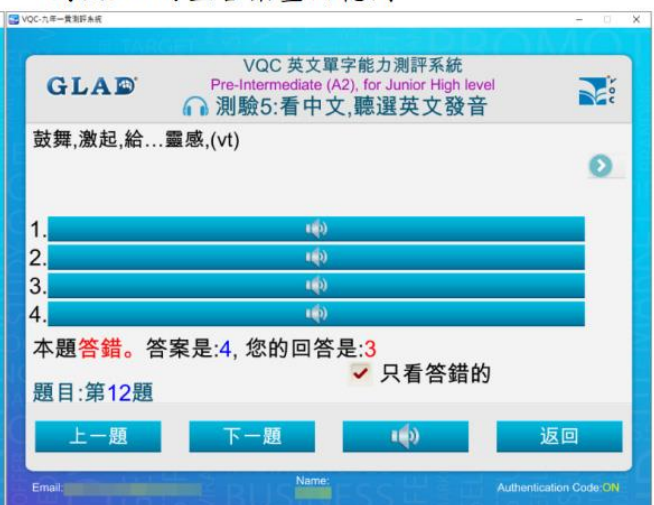 VQC-九年一貫測評系統
GLAD
VQC 英文單字能力測評系統
Pre-Intermediate (A2), for Junior High level
測驗5:看中文,聽選英文發音
鼓舞,激起,給…靈感,(vt)
1.
2.
3.
4.
本題答錯。答案是:4, 您的回答是:3
只看答錯的
題目:第12題
上一題
下一題
返回
Email:
Name:
Authentication Code:ON